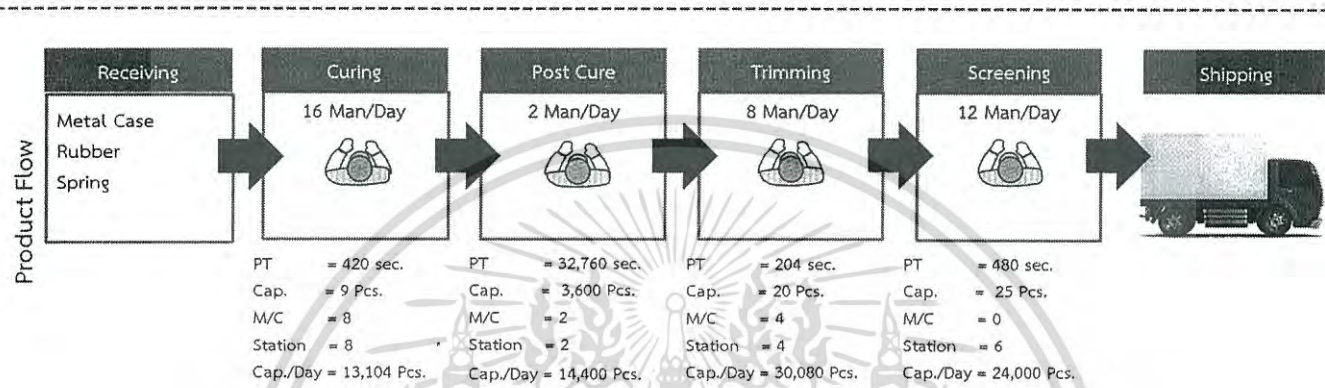 Product Flow
Receiving
Metal Case
Rubber
Spring
Curing
16 Man/Day
PT = 420 sec.
Cap. = 9 Pcs.
M/C = 8
Station = 8
Cap./Day = 13,104 Pcs.
Post Cure
2 Man/Day
PT = 32,760 sec.
Cap. = 3,600 Pcs.
M/C = 2
Station = 2
Cap./Day = 14,400 Pcs.
Trimming
8 Man/Day
PT = 204 sec.
Cap. = 20 Pcs.
M/C = 4
Station = 4
Cap./Day = 30,080 Pcs.
Screening
12 Man/Day
PT = 480 sec.
Cap. = 25 Pcs.
M/C = 0
Station = 6
Cap./Day = 24,000 Pcs.
Shipping